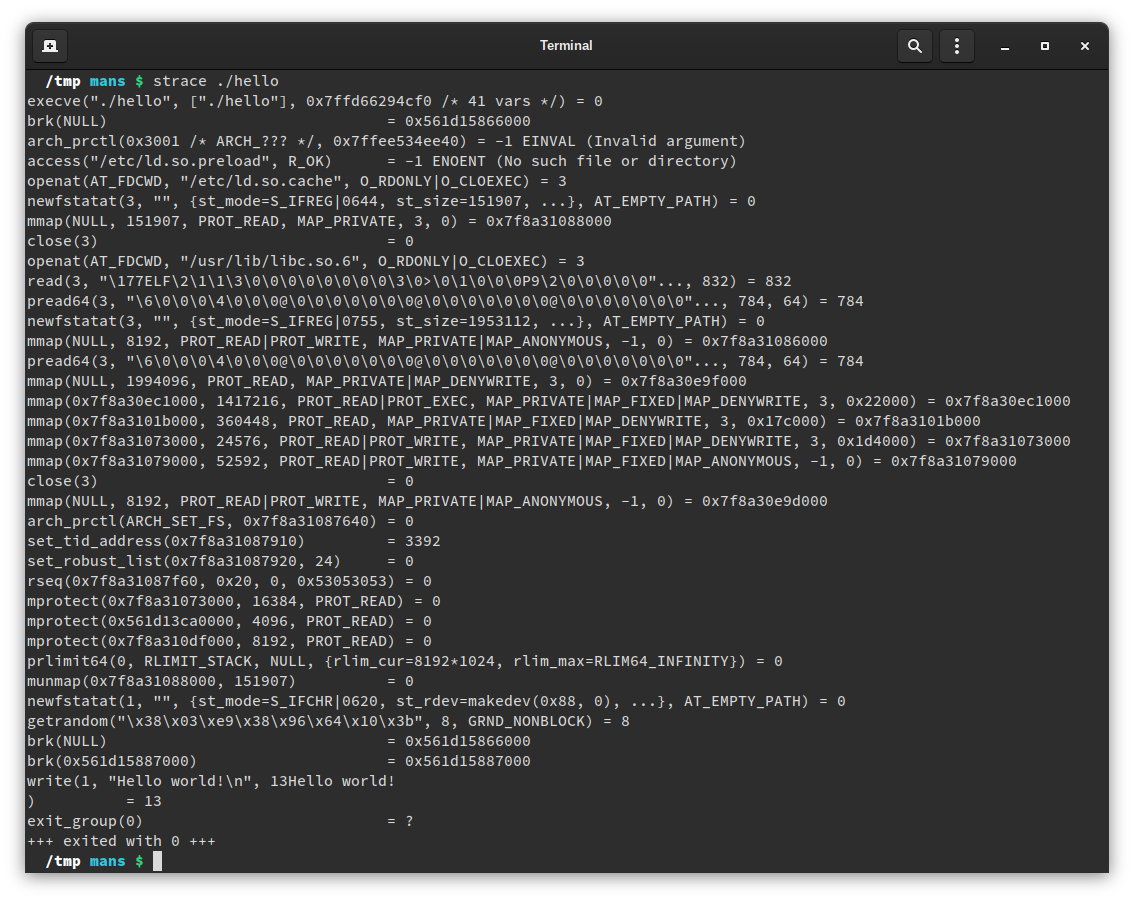 Terminal
/tmp mans $ strace ./hello
execve("./hello", ["./hello"], 0x7ffd66294cf0 /* 41 vars */) = 0
brk(NULL)                               = 0x561d15866000
arch_prctl(0x3001 /* ARCH_??? */, 0x7ffee534ee40) = -1 EINVAL (Invalid argument)
access("/etc/ld.so.preload", R_OK)      = -1 ENOENT (No such file or directory)
openat(AT_FDCWD, "/etc/ld.so.cache", O_RDONLY|O_CLOEXEC) = 3
newfstatat(3, "", {st_mode=S_IFREG|0644, st_size=151907, ...}, AT_EMPTY_PATH) = 0
mmap(NULL, 151907, PROT_READ, MAP_PRIVATE, 3, 0) = 0x7f8a31088000
close(3)                                = 0
openat(AT_FDCWD, "/usr/lib/libc.so.6", O_RDONLY|O_CLOEXEC) = 3
read(3, "\177ELF\2\1\1\3\0\0\0\0\0\0\0\0\3\0>\0\1\0\0\0P9\2\0\0\0\0\0"..., 832) = 832
pread64(3, "\6\0\0\0\4\0\0\0@\0\0\0\0\0\0\0@\0\0\0\0\0\0\0@\0\0\0\0\0\0\0"..., 784, 64) = 784
newfstatat(3, "", {st_mode=S_IFREG|0755, st_size=1953112, ...}, AT_EMPTY_PATH) = 0
mmap(NULL, 8192, PROT_READ|PROT_WRITE, MAP_PRIVATE|MAP_ANONYMOUS, -1, 0) = 0x7f8a31086000
pread64(3, "\6\0\0\0\4\0\0\0@\0\0\0\0\0\0\0@\0\0\0\0\0\0\0@\0\0\0\0\0\0\0"..., 784, 64) = 784
mmap(NULL, 1994096, PROT_READ, MAP_PRIVATE|MAP_DENYWRITE, 3, 0) = 0x7f8a30e9f000
mmap(0x7f8a30ec1000, 1417216, PROT_READ|PROT_EXEC, MAP_PRIVATE|MAP_FIXED|MAP_DENYWRITE, 3, 0x22000) = 0x7f8a30ec1000
mmap(0x7f8a3101b000, 360448, PROT_READ, MAP_PRIVATE|MAP_FIXED|MAP_DENYWRITE, 3, 0x17c000) = 0x7f8a3101b000
mmap(0x7f8a31073000, 24576, PROT_READ|PROT_WRITE, MAP_PRIVATE|MAP_FIXED|MAP_DENYWRITE, 3, 0x1d4000) = 0x7f8a31073000
mmap(0x7f8a31079000, 52592, PROT_READ|PROT_WRITE, MAP_PRIVATE|MAP_FIXED|MAP_ANONYMOUS, -1, 0) = 0x7f8a31079000
close(3)                                = 0
mmap(NULL, 8192, PROT_READ|PROT_WRITE, MAP_PRIVATE|MAP_ANONYMOUS, -1, 0) = 0x7f8a30e9d000
arch_prctl(ARCH_SET_FS, 0x7f8a31087640) = 0
set_tid_address(0x7f8a31087910)         = 3392
set_robust_list(0x7f8a31087920, 24)     = 0
rseq(0x7f8a31087f60, 0x20, 0, 0x53053053) = 0
mprotect(0x7f8a31073000, 16384, PROT_READ) = 0
mprotect(0x561d13ca0000, 4096, PROT_READ) = 0
mprotect(0x7f8a310df000, 8192, PROT_READ) = 0
prlimit64(0, RLIMIT_STACK, NULL, {rlim_cur=8192*1024, rlim_max=RLIM64_INFINITY}) = 0
munmap(0x7f8a31088000, 151907)          = 0
newfstatat(1, "", {st_mode=S_IFCHR|0620, st_rdev=makedev(0x88, 0), ...}, AT_EMPTY_PATH) = 0
getrandom("\x38\x03\xe9\x38\x96\x64\x10\x3b", 8, GRND_NONBLOCK) = 8
brk(NULL)                               = 0x561d15866000
brk(0x561d15887000)                     = 0x561d15887000
write(1, "Hello world!\n", 13Hello world!
)          = 13
exit_group(0)                           = ?
+++ exited with 0 +++
/tmp mans $